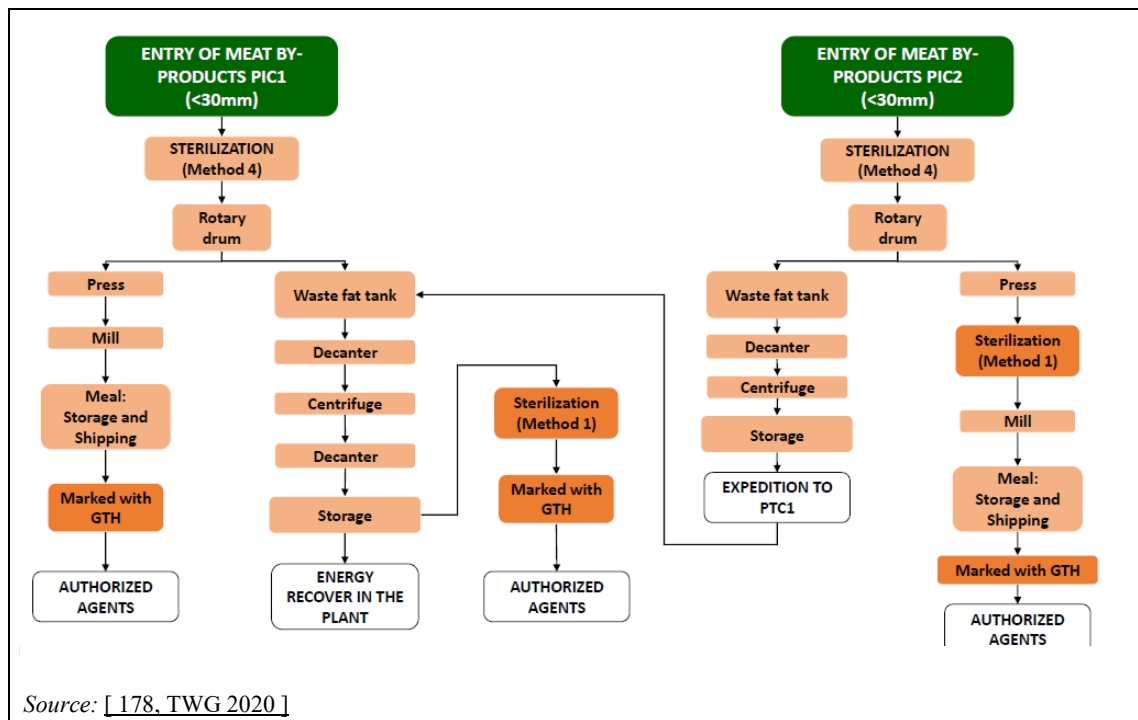 ENTRY OF MEAT BY-
PRODUCTS PIC1
(<30mm)
STERILIZATION
(Method 4)
Rotary
drum
Press
Mill
Meal:
Storage and
Shipping
Marked with
GTH
AUTHORIZED
AGENTS
Waste fat tank
Decanter
Centrifuge
Decanter
Storage
ENERGY
RECOVER IN THE
PLANT
Sterilization
(Method 1)
Marked with
GTH
AUTHORIZED
AGENTS
ENTRY OF MEAT BY-
PRODUCTS PIC2
(<30mm)
STERILIZATION
(Method 4)
Rotary
drum
Waste fat tank
Decanter
Centrifuge
Storage
EXPEDITION TO
PTC1
Press
Sterilization
(Method 1)
Mill
Meal:
Storage and
Shipping
Marked with GTH
AUTHORIZED
AGENTS
Source: [ 178, TWG 2020 ]